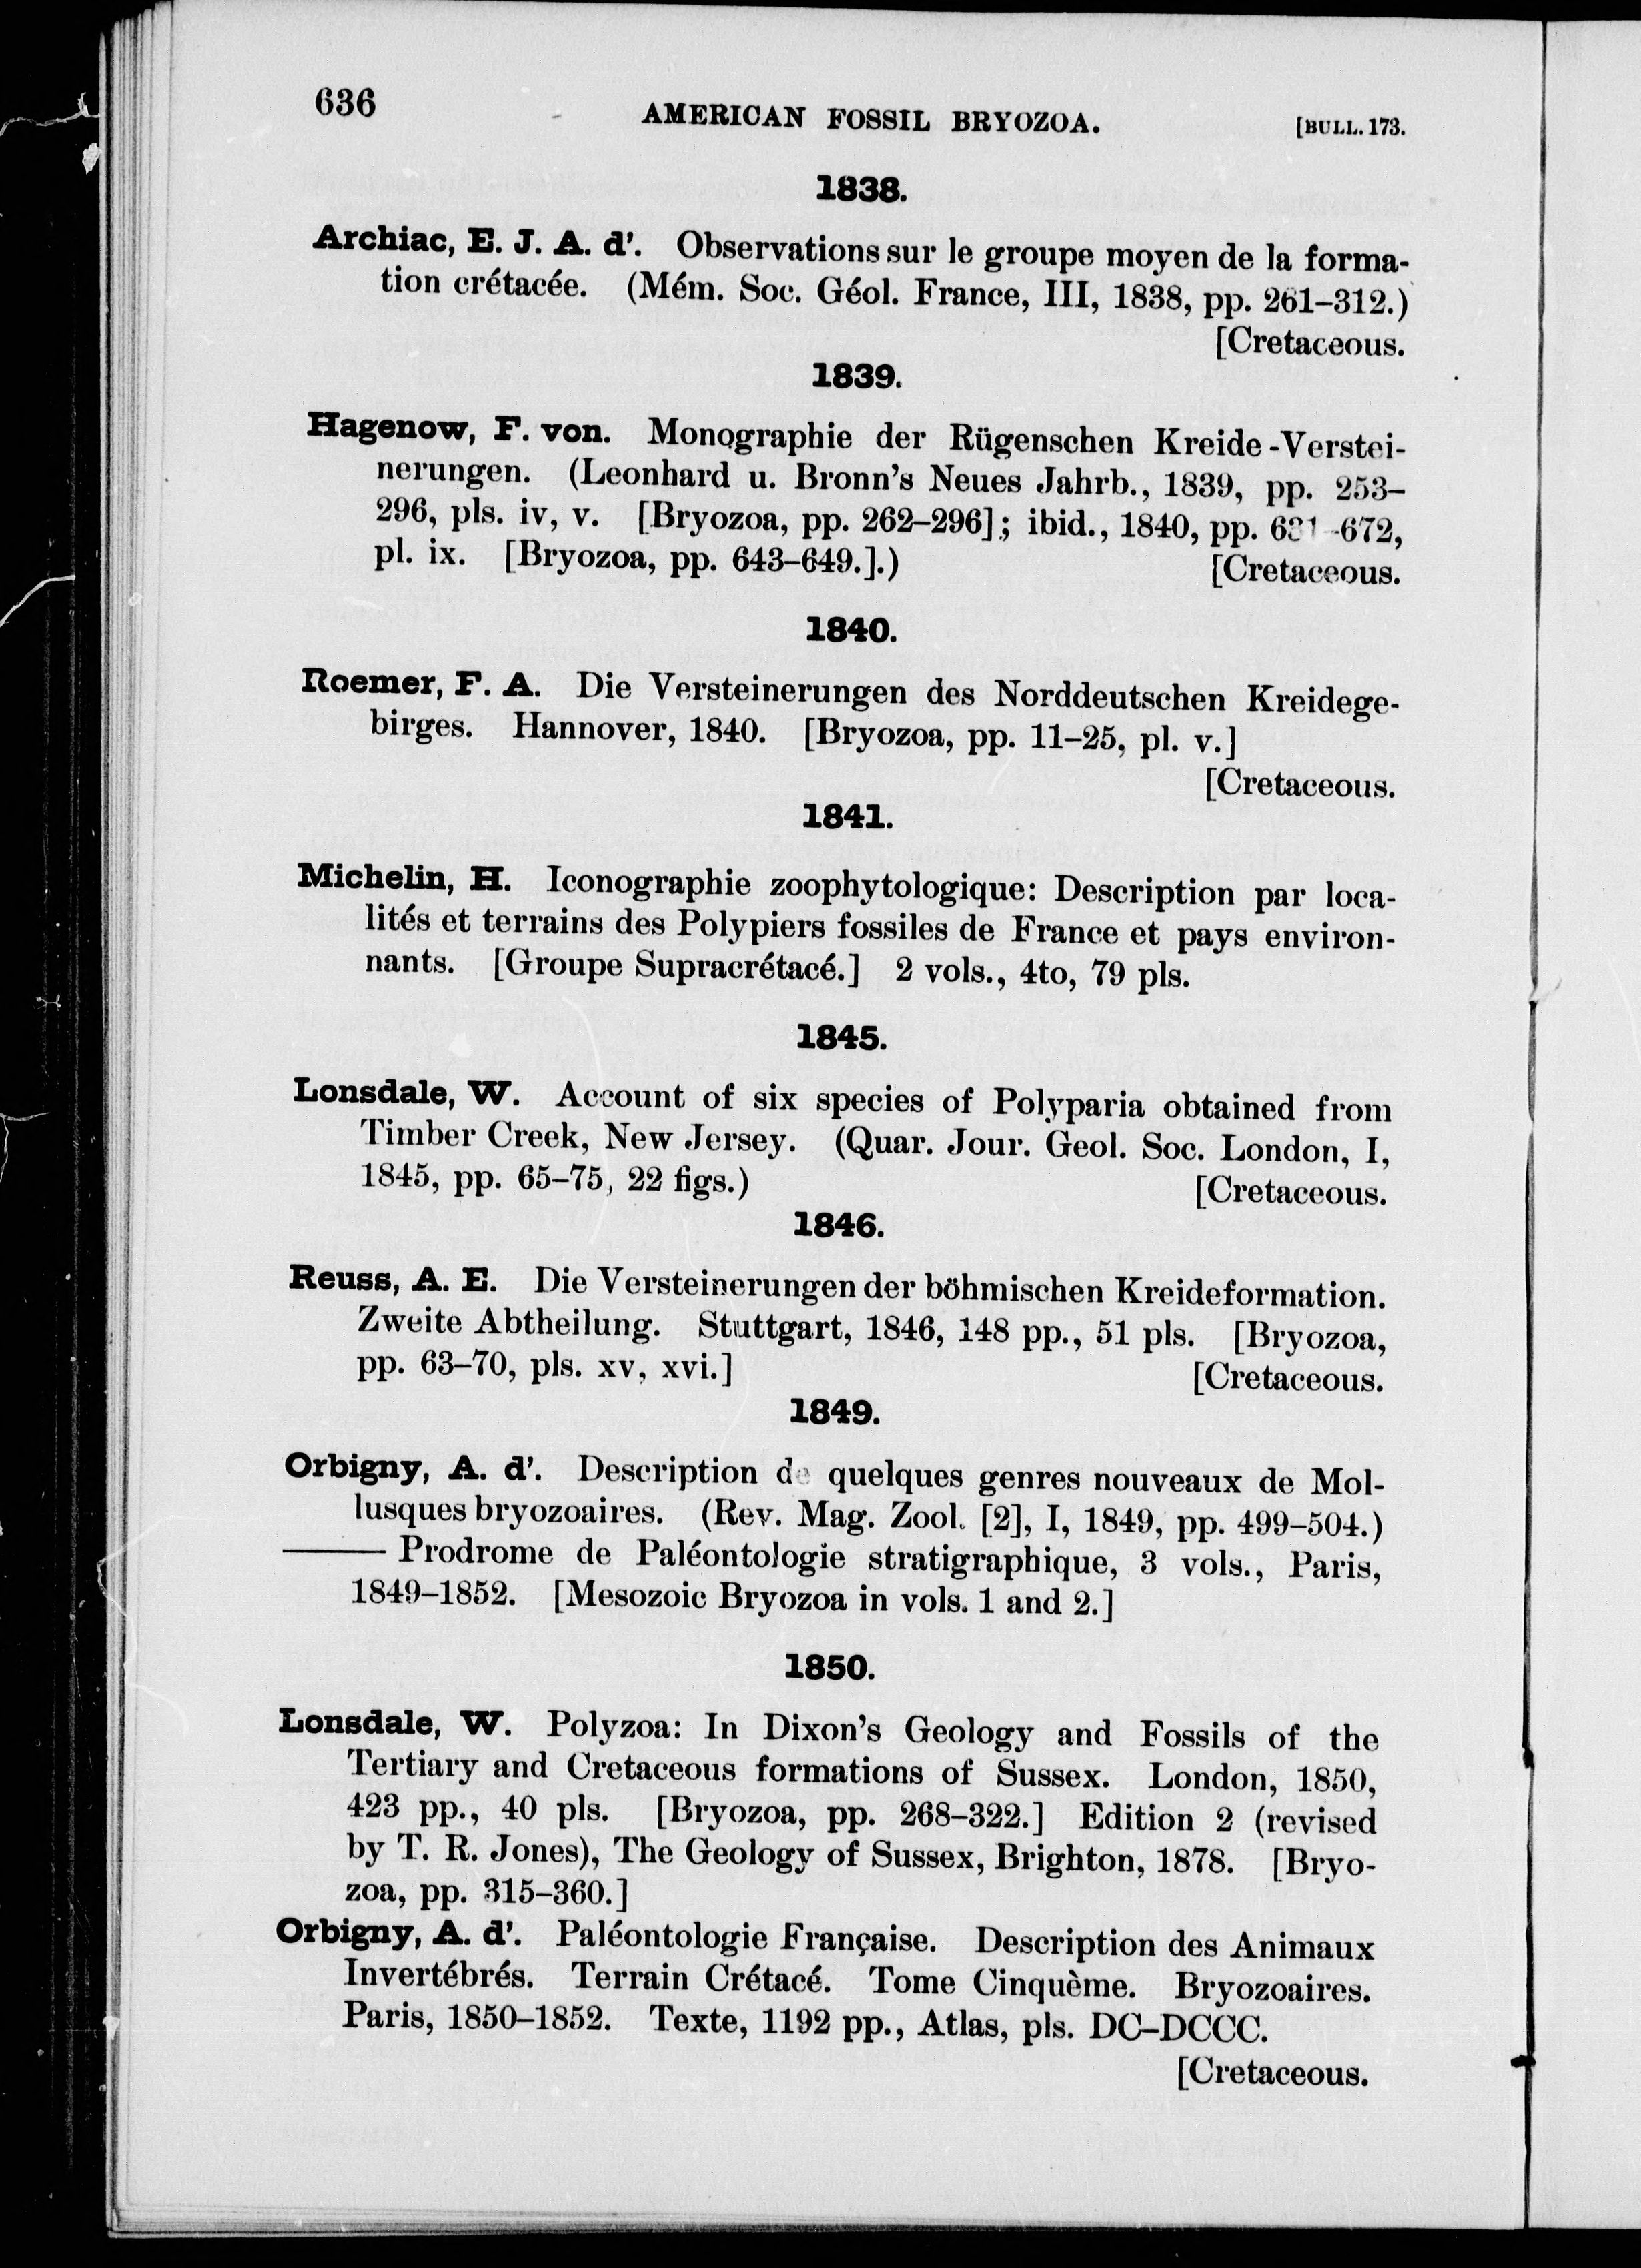 636
AMERICAN FOSSIL BRYOZOA.
[BULL. 173.
1838.
Archiac, E. J. A. d'. Observations sur le groupe moyen de la forma-
tion crétacée. (Mém. Soc. Géol. France, III, 1838, pp. 261–312.)
[Cretaceous.
1839.
Hagenow, F. von. Monographie der Rügenschen Kreide-Verstei-
nerungen. (Leonhard u. Bronn's Neues Jahrb., 1839, pp. 253–
296, pls. iv, v. [Bryozoa, pp. 262–296]; ibid., 1840, pp. 631–672,
pl. ix. [Bryozoa, pp. 643–649.].) [Cretaceous.
1840.
Roemer, F. A. Die Versteinerungen des Norddeutschen Kreidege-
birges. Hannover, 1840. [Bryozoa, pp. 11–25, pl. v.]
[Cretaceous.
1841.
Michelin, H. Iconographie zoophytologique: Description par loca-
lités et terrains des Polypiers fossiles de France et pays environ-
nants. [Groupe Supracrétacé.] 2 vols., 4to, 79 pls.
1845.
Lonsdale, W. Account of six species of Polyparia obtained from
Timber Creek, New Jersey. (Quar. Jour. Geol. Soc. London, I,
1845, pp. 65–75, 22 figs.) [Cretaceous.
1846.
Reuss, A. E. Die Versteinerungen der böhmischen Kreideformation.
Zweite Abtheilung. Stuttgart, 1846, 148 pp., 51 pls. [Bryozoa,
pp. 63–70, pls. xv, xvi.] [Cretaceous.
1849.
Orbigny, A. d'. Description de quelques genres nouveaux de Mol-
lusques bryozoaires. (Rev. Mag. Zool. [2], I, 1849, pp. 499–504.)
——— Prodrome de Paléontologie stratigraphique, 3 vols., Paris,
1849–1852. [Mesozoic Bryozoa in vols. 1 and 2.]
1850.
Lonsdale, W. Polyzoa: In Dixon's Geology and Fossils of the
Tertiary and Cretaceous formations of Sussex. London, 1850,
423 pp., 40 pls. [Bryozoa, pp. 268–322.] Edition 2 (revised
by T. R. Jones), The Geology of Sussex, Brighton, 1878. [Bryo-
zoa, pp. 315–360.]
Orbigny, A. d'. Paléontologie Française. Description des Animaux
Invertébrés. Terrain Crétacé. Tome Cinquème. Bryozoaires.
Paris, 1850–1852. Texte, 1192 pp., Atlas, pls. DC–DCCC.
[Cretaceous.